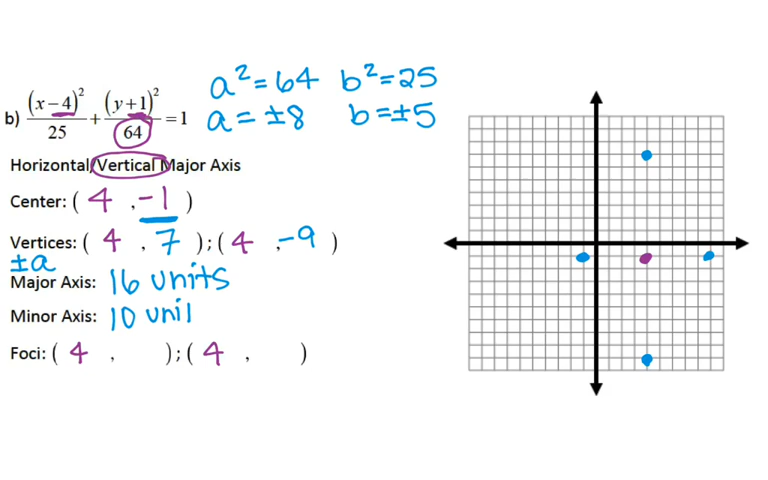 a² = 64 b² = 25
b) (x−4)²/25 + (y+1)²/64 = 1 a = ±8 b = ±5
Horizontal/Vertical Major Axis
Center: ( 4 , −1 )
Vertices: ( 4 , 7 ) ; ( 4 , −9 )
±a
Major Axis: 16 units
Minor Axis: 10 unil
Foci: ( 4 , ) ; ( 4 , )